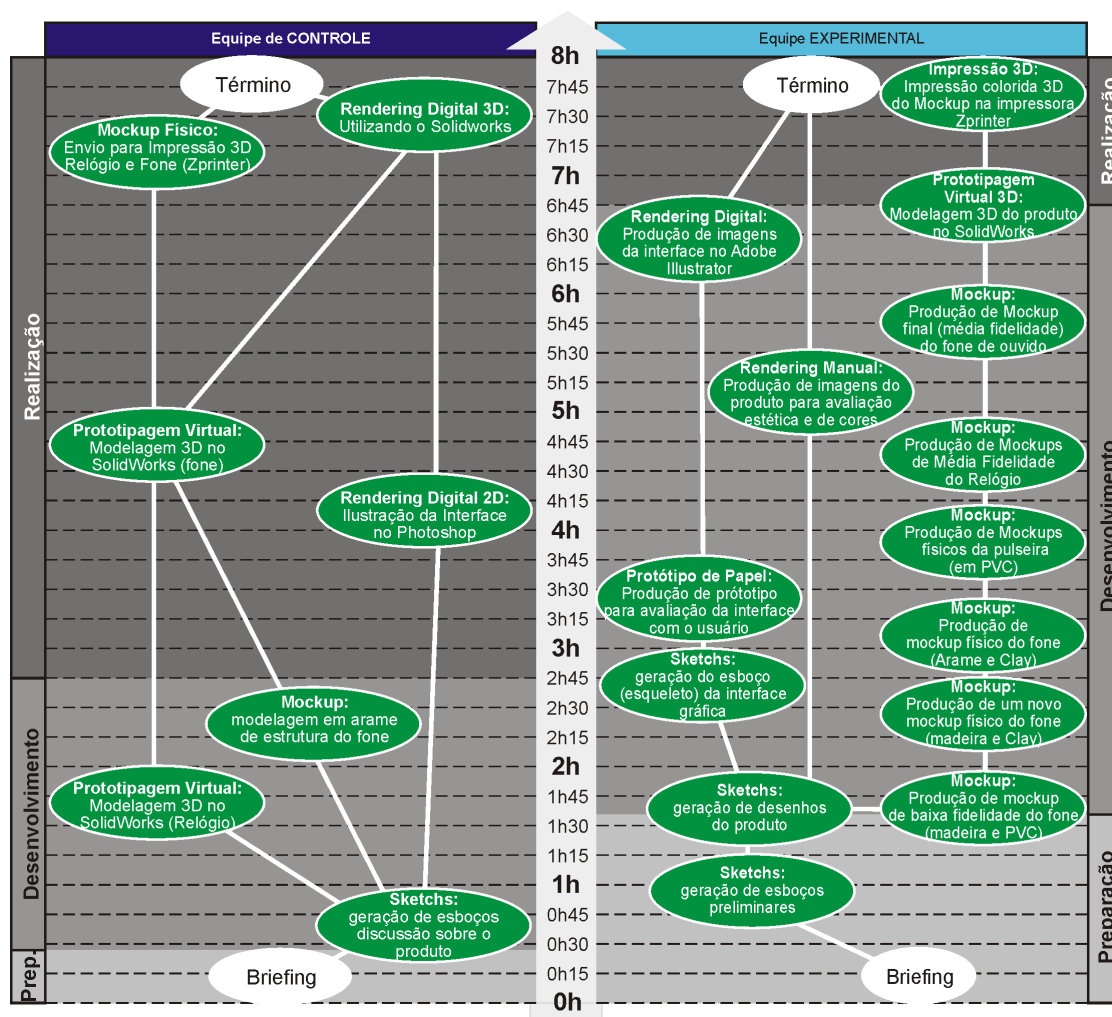 Equipe de CONTROLE
Equipe EXPERIMENTAL
Realização
Desenvolvimento
Prep.
Término
Rendering Digital 3D:
Utilizando o Solidworks
Mockup Físico:
Envio para Impressão 3D
Relógio e Fone (Zprinter)
Prototipagem Virtual:
Modelagem 3D no
SolidWorks (fone)
Rendering Digital 2D:
Ilustração da Interface
no Photoshop
Mockup:
modelagem em arame
de estrutura do fone
Prototipagem Virtual:
Modelagem 3D no
SolidWorks (Relógio)
Sketchs:
geração de esboços
discussão sobre o
produto
Briefing
8h
7h45
7h30
7h15
7h
6h45
6h30
6h15
6h
5h45
5h30
5h15
5h
4h45
4h30
4h15
4h
3h45
3h30
3h15
3h
2h45
2h30
2h15
2h
1h45
1h30
1h15
1h
0h45
0h30
0h15
0h
Término
Impressão 3D:
Impressão colorida 3D
do Mockup na impressora
Zprinter
Prototipagem
Virtual 3D:
Modelagem 3D do produto
no SolidWorks
Rendering Digital:
Produção de imagens
da interface no Adobe
Illustrator
Mockup:
Produção de Mockup
final (média fidelidade)
do fone de ouvido
Rendering Manual:
Produção de imagens do
produto para avaliação
estética e de cores
Mockup:
Produção de Mockups
de Média Fidelidade
do Relógio
Mockup:
Produção de Mockups
físicos da pulseira
(em PVC)
Protótipo de Papel:
Produção de prótotipo
para avaliação da interface
com o usuário
Mockup:
Produção de
mockup físico do fone
(Arame e Clay)
Sketchs:
geração do esboço
(esqueleto) da interface
gráfica
Mockup:
Produção de um novo
mockup físico do fone
(madeira e Clay)
Sketchs:
geração de desenhos
do produto
Mockup:
Produção de mockup
de baixa fidelidade do fone
(madeira e PVC)
Sketchs:
geração de esboços
preliminares
Briefing
Realização
Desenvolvimento
Preparação